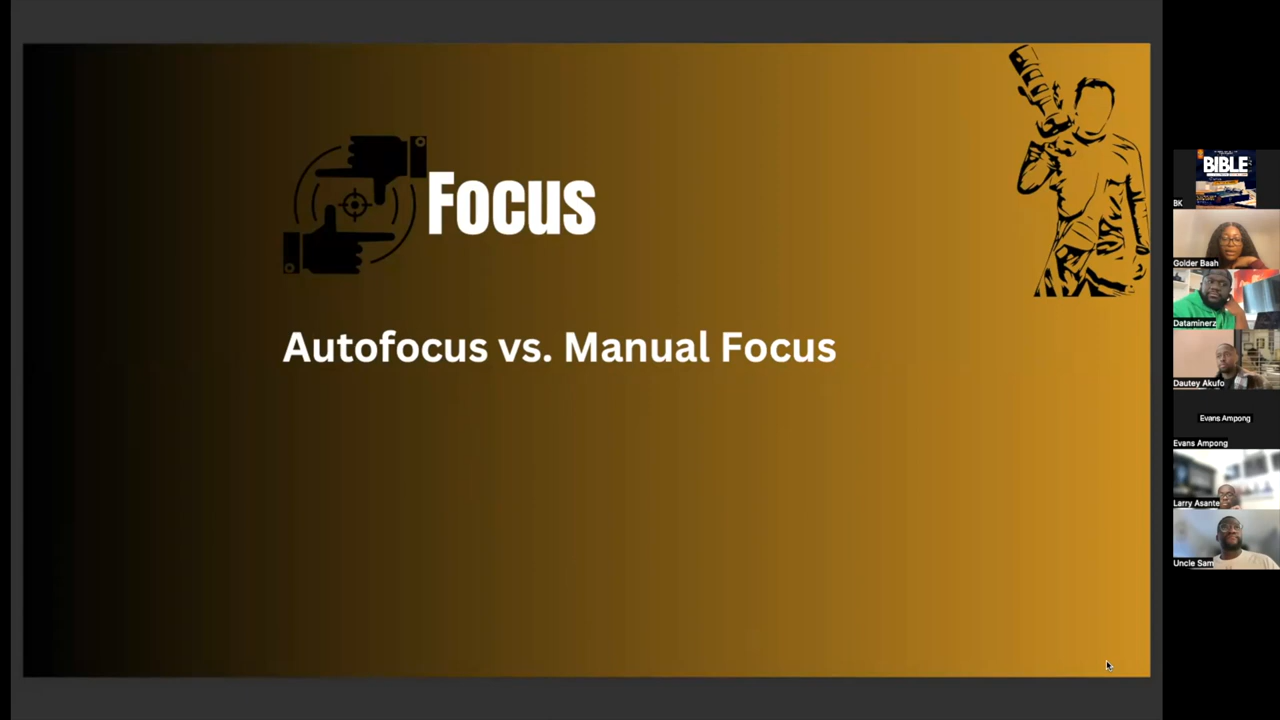 Focus
Autofocus vs. Manual Focus
BIBLE
BK
Golder Baah
Dataminerz
Dautey Akufo
Evans Ampong
Evans Ampong
Larry Asante
Uncle Sam